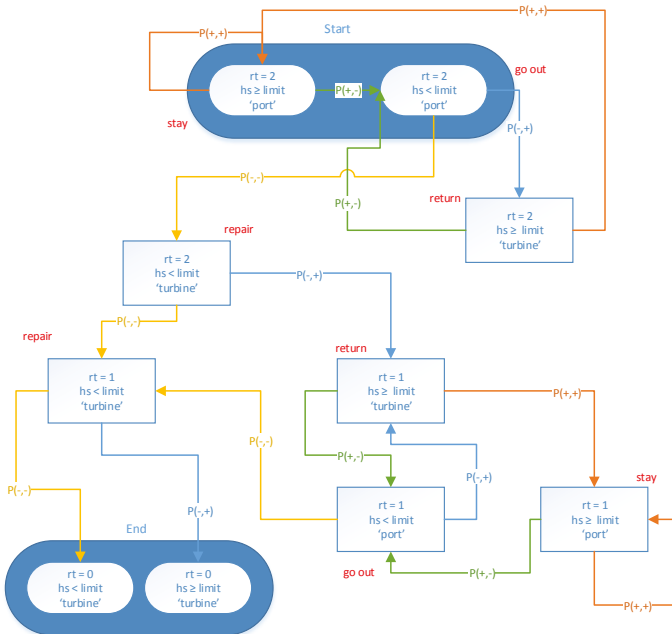 P(+,+)
P(+,+)
Start
go out
rt = 2
hs ≥ limit
'port'
P(+,-)
rt = 2
hs < limit
'port'
stay
P(-,+)
P(-,-)
P(+,-)
return
rt = 2
hs ≥ limit
'turbine'
repair
rt = 2
hs < limit
'turbine'
P(-,+)
P(-,-)
repair
return
rt = 1
hs < limit
'turbine'
rt = 1
hs ≥ limit
'turbine'
P(+,+)
P(-,-)
P(+,-)
P(-,+)
stay
P(-,-)
P(-,+)
rt = 1
hs < limit
'port'
rt = 1
hs ≥ limit
'port'
End
go out
P(+,-)
P(+,+)
rt = 0
hs < limit
'turbine'
rt = 0
hs ≥ limit
'turbine'